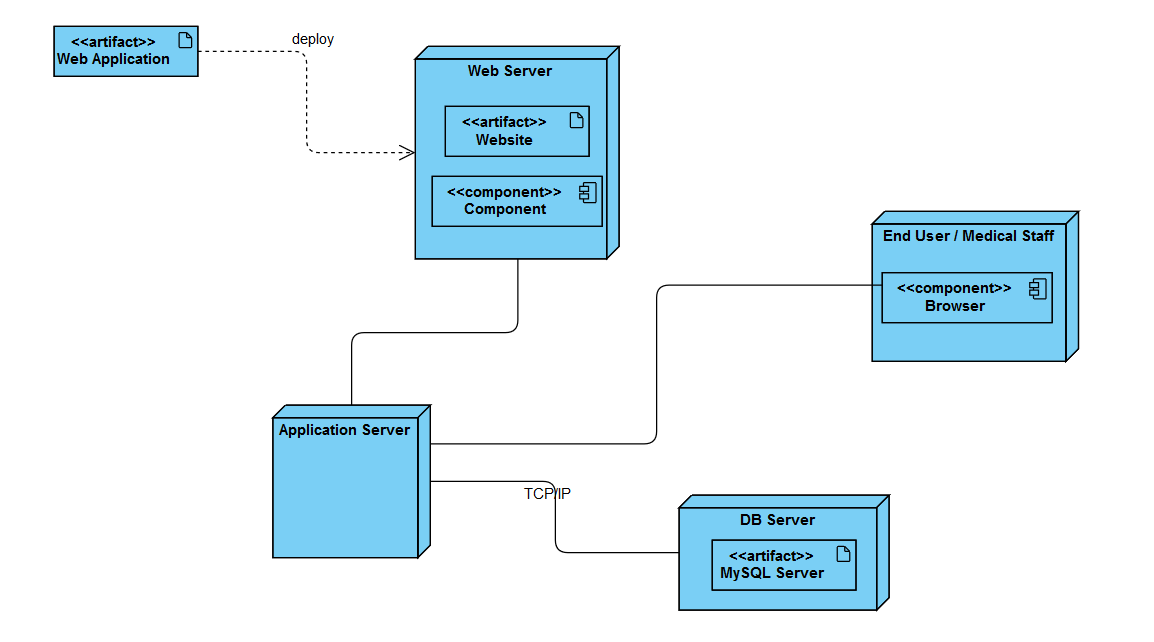 <<artifact>>
Web Application
deploy
Web Server
<<artifact>>
Website
<<component>>
Component
End User / Medical Staff
<<component>>
Browser
Application Server
TCP/IP
DB Server
<<artifact>>
MySQL Server